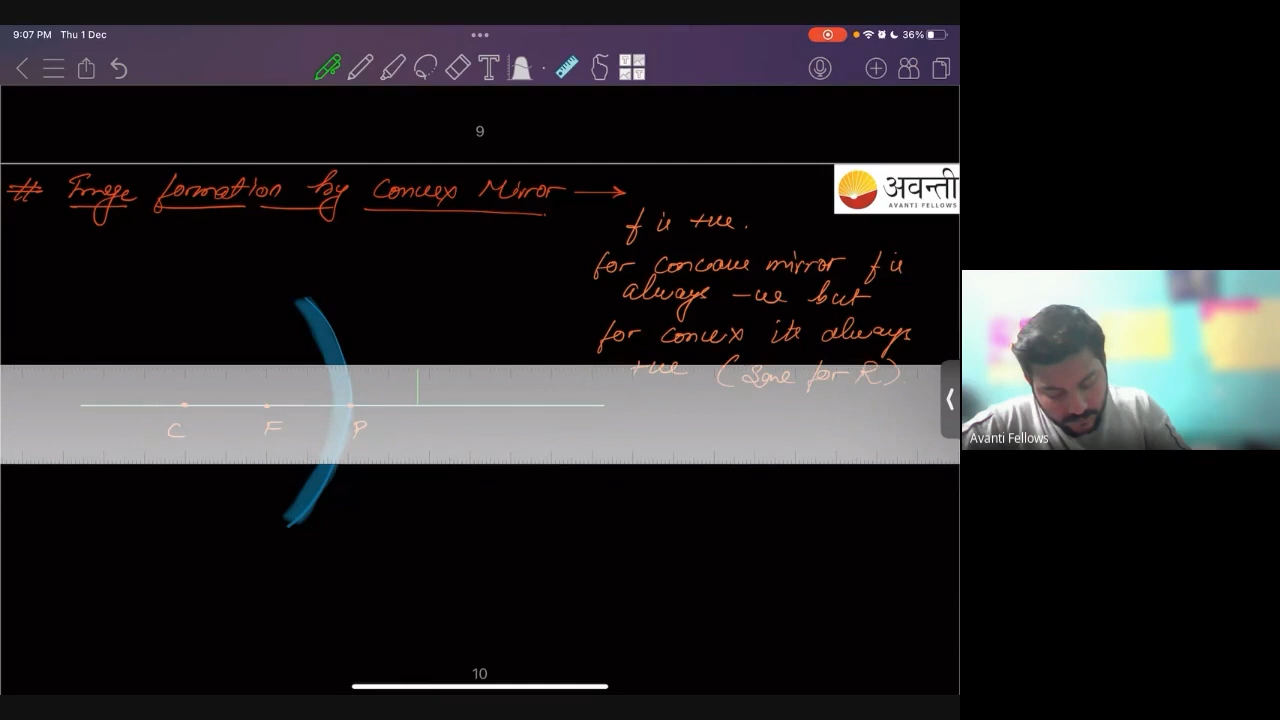 9:07 PM Thu 1 Dec
36%
9
# Image formation by Convex Mirror →
अवन्ती
AVANTI FELLOWS
f is +ve.
for concave mirror f is
always -ve but
for convex its always
+ve (Same for R).
C F P
Avanti Fellows
10